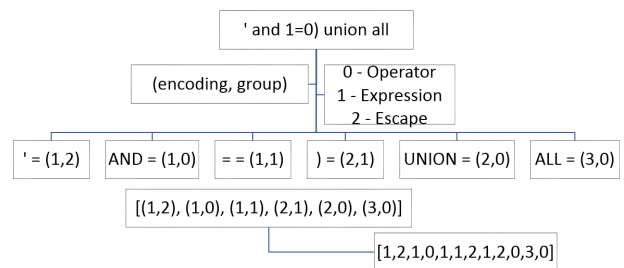 ' and 1=0) union all
(encoding, group)
0 - Operator
1 - Expression
2 - Escape
' = (1,2)
AND = (1,0)
= = (1,1)
) = (2,1)
UNION = (2,0)
ALL = (3,0)
[(1,2), (1,0), (1,1), (2,1), (2,0), (3,0)]
[1,2,1,0,1,1,2,1,2,0,3,0]